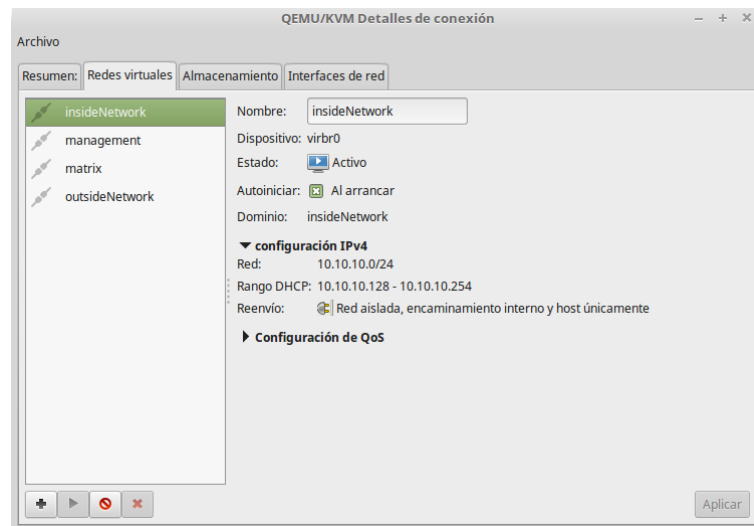 QEMU/KVM Detalles de conexión
Archivo
Resumen: Redes virtuales Almacenamiento Interfaces de red
insideNetwork
management
matrix
outsideNetwork
Nombre: insideNetwork
Dispositivo: virbr0
Estado: Activo
Autoiniciar: Al arrancar
Dominio: insideNetwork
configuración IPv4
Red: 10.10.10.0/24
Rango DHCP: 10.10.10.128 - 10.10.10.254
Reenvío: Red aislada, encaminamiento interno y host únicamente
Configuración de QoS
Aplicar